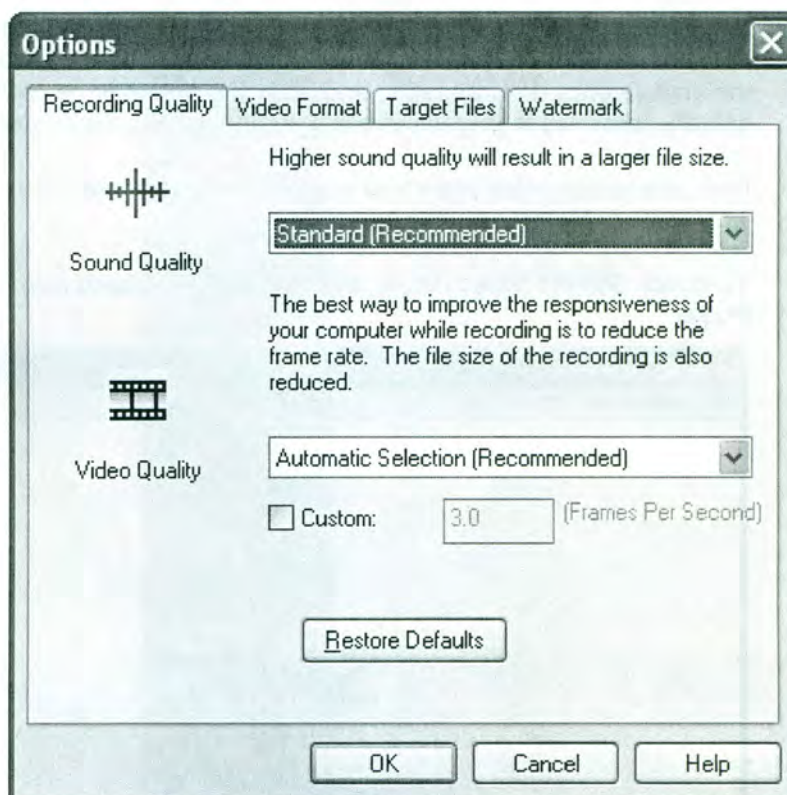 Options
Recording Quality Video Format Target Files Watermark
Higher sound quality will result in a larger file size.
Standard (Recommended)
Sound Quality
The best way to improve the responsiveness of
your computer while recording is to reduce the
frame rate. The file size of the recording is also
reduced.
Automatic Selection (Recommended)
Video Quality
Custom: 3.0 (Frames Per Second)
Restore Defaults
OK Cancel Help